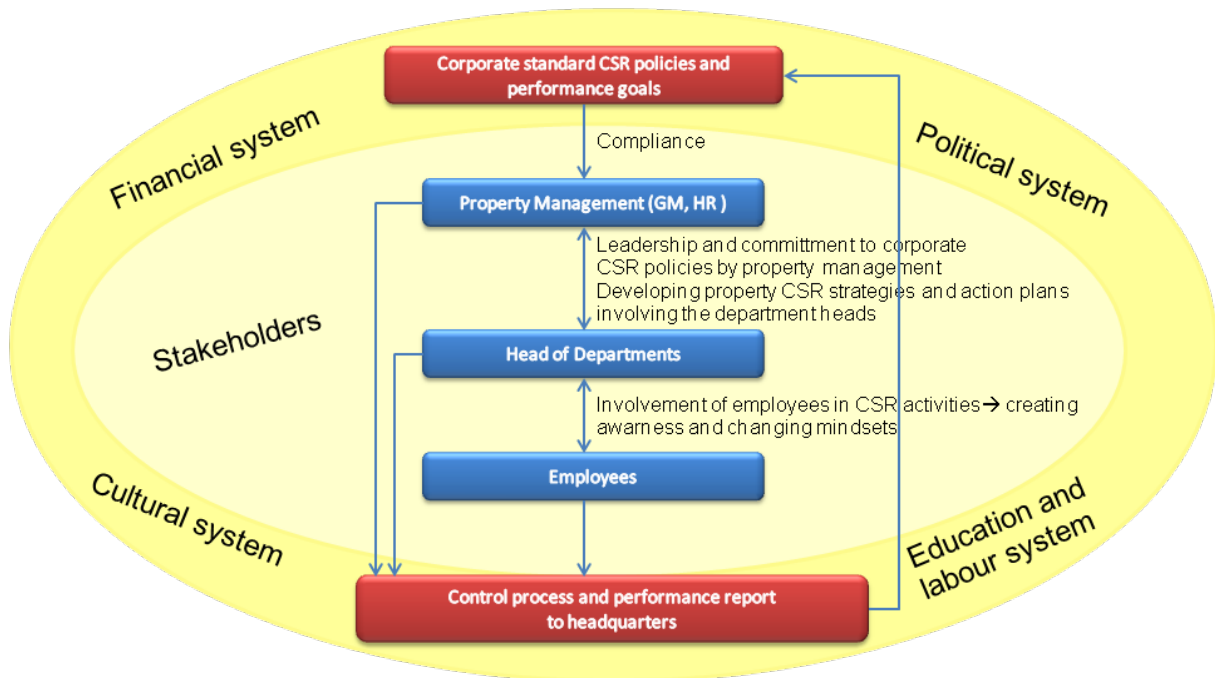 Corporate standard CSR policies and
performance goals
Financial system
Political system
Compliance
Property Management (GM, HR )
Leadership and committment to corporate
CSR policies by property management
Developing property CSR strategies and action plans
involving the department heads
Stakeholders
Head of Departments
Involvement of employees in CSR activities→ creating
awarness and changing mindsets
Employees
Cultural system
Education and
labour system
Control process and performance report
to headquarters